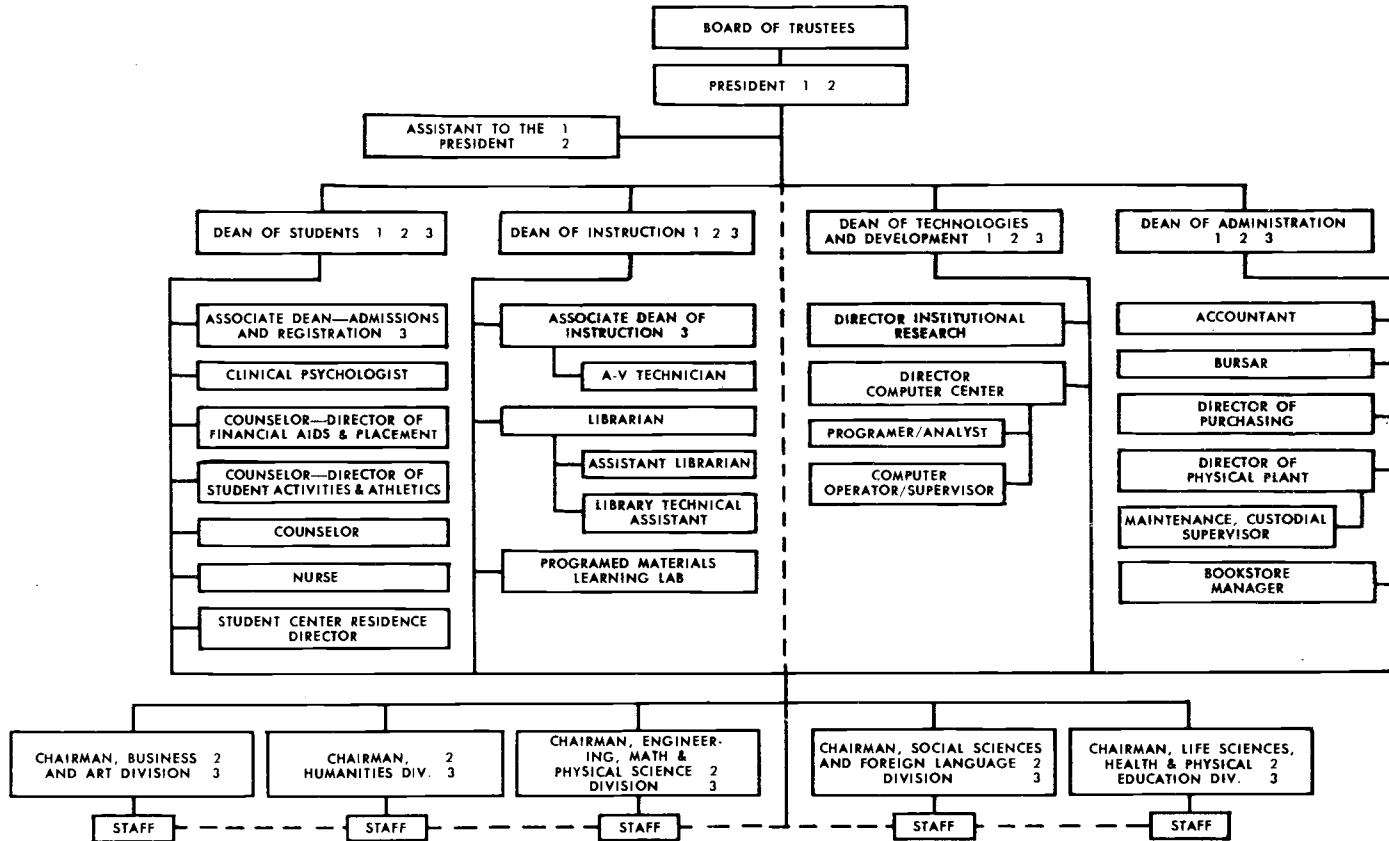 BOARD OF TRUSTEES
PRESIDENT 1 2
ASSISTANT TO THE 1
PRESIDENT 2
DEAN OF STUDENTS 1 2 3
DEAN OF INSTRUCTION 1 2 3
DEAN OF TECHNOLOGIES
AND DEVELOPMENT 1 2 3
DEAN OF ADMINISTRATION
1 2 3
ASSOCIATE DEAN—ADMISSIONS
AND REGISTRATION 3
CLINICAL PSYCHOLOGIST
COUNSELOR—DIRECTOR OF
FINANCIAL AIDS & PLACEMENT
COUNSELOR—DIRECTOR OF
STUDENT ACTIVITIES & ATHLETICS
COUNSELOR
NURSE
STUDENT CENTER RESIDENCE
DIRECTOR
ASSOCIATE DEAN OF
INSTRUCTION 3
A-V TECHNICIAN
LIBRARIAN
ASSISTANT LIBRARIAN
LIBRARY TECHNICAL
ASSISTANT
PROGRAMED MATERIALS
LEARNING LAB
DIRECTOR INSTITUTIONAL
RESEARCH
DIRECTOR
COMPUTER CENTER
PROGRAMER/ANALYST
COMPUTER
OPERATOR/SUPERVISOR
ACCOUNTANT
BURSAR
DIRECTOR OF
PURCHASING
DIRECTOR OF
PHYSICAL PLANT
MAINTENANCE, CUSTODIAL
SUPERVISOR
BOOKSTORE
MANAGER
CHAIRMAN, BUSINESS 2
AND ART DIVISION 3
CHAIRMAN, 2
HUMANITIES DIV. 3
CHAIRMAN, ENGINEER-
ING, MATH &
PHYSICAL SCIENCE 2
DIVISION 3
CHAIRMAN, SOCIAL SCIENCES
AND FOREIGN LANGUAGE 2
DIVISION 3
CHAIRMAN, LIFE SCIENCES,
HEALTH & PHYSICAL 2
EDUCATION DIV. 3
STAFF
STAFF
STAFF
STAFF
STAFF